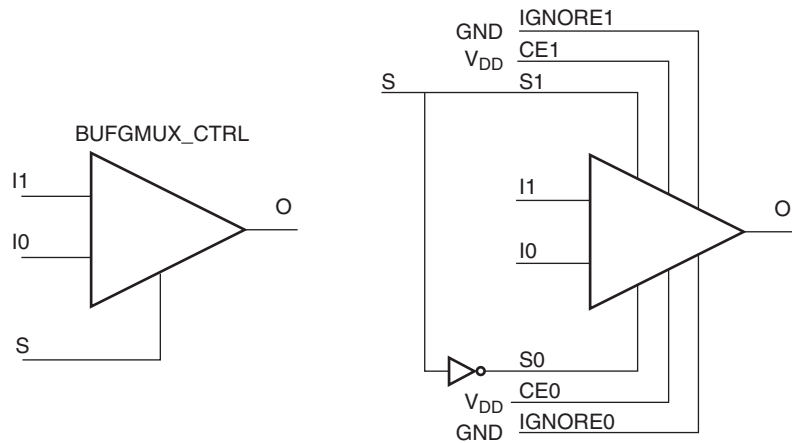 BUFGMUX_CTRL
I1
I0
O
S
GND
IGNORE1
VDD
CE1
S
S1
I1
I0
O
S0
VDD
CE0
GND
IGNORE0